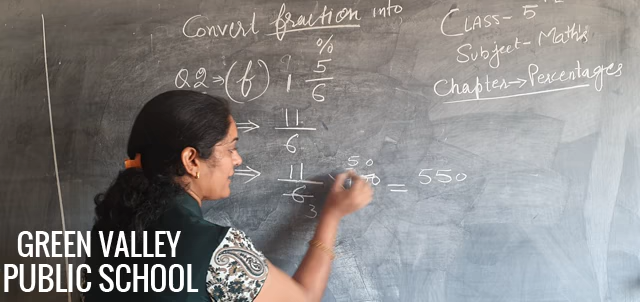 Convert fraction into
%
Class - 5
Subject - Maths
Chapter → Percentages
Q2 → (f) 1 5/6
⇒ 11/6
⇒ 11/6 = 550
50
3
GREEN VALLEY
PUBLIC SCHOOL